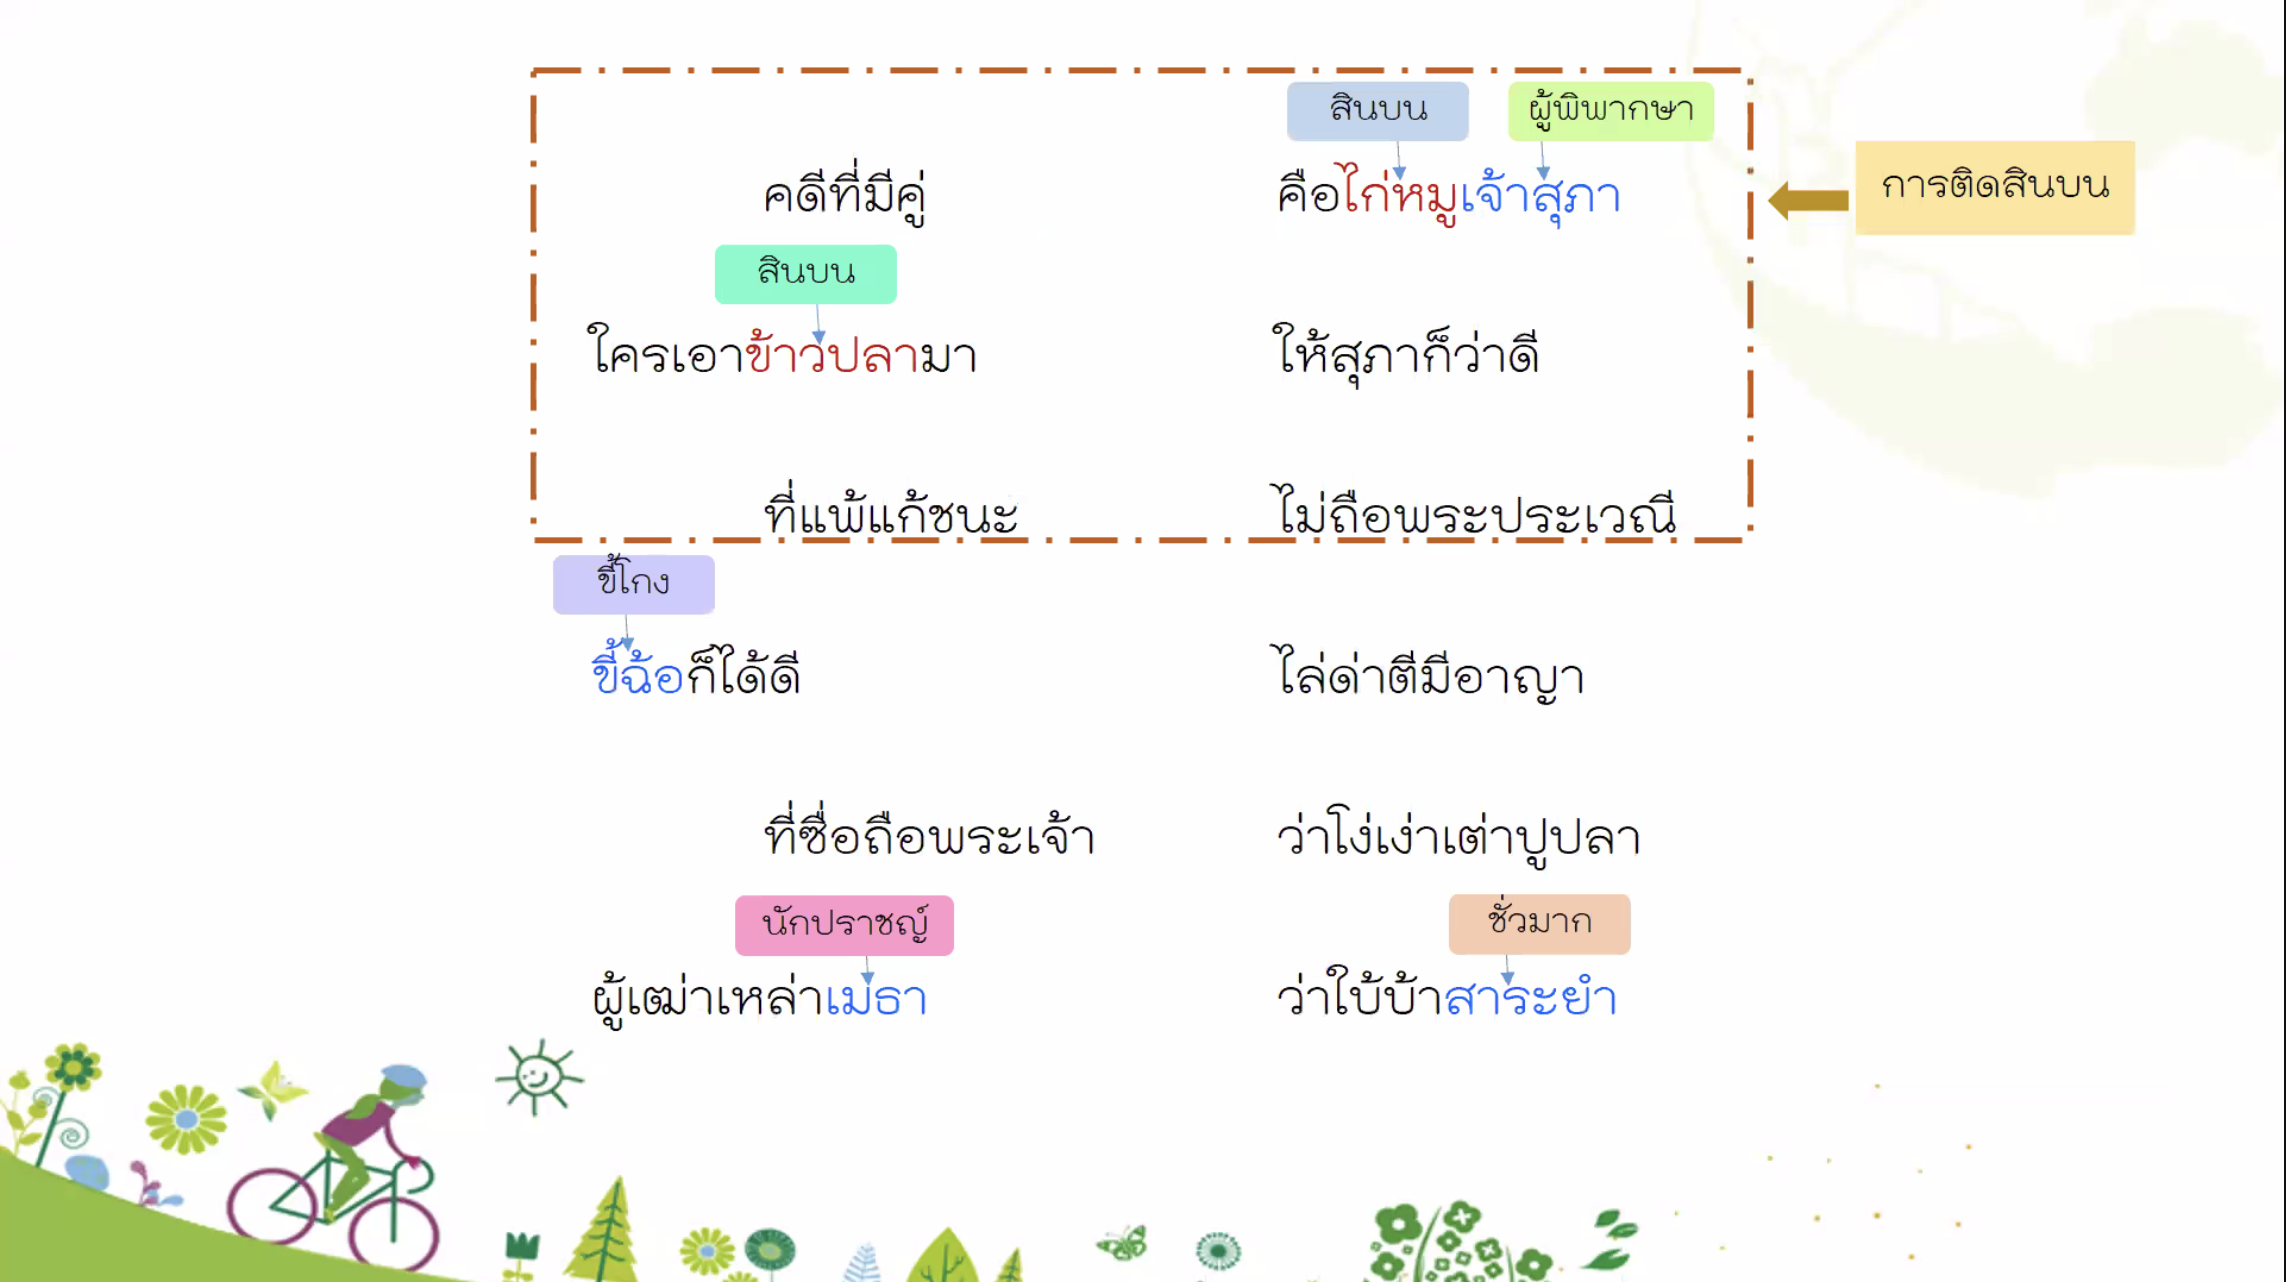 สินบน ผู้พิพากษา
คดีที่มีคู่ คือไก่หมูเจ้าสุภา
การติดสินบน
สินบน
ใครเอาข้าวปลามา ให้สุภาก็ว่าดี
ที่แพ้แก้ชนะ ไม่ถือพระประเวณี
ขี้โกง
ขี้ฉ้อก็ได้ดี ไล่ด่าตีมีอาญา
ที่ซื่อถือพระเจ้า ว่าโง่เง่าเต่าปูปลา
นักปราชญ์ ชั่วมาก
ผู้เฒ่าเหล่าเมธา ว่าใบ้บ้าสาระยำ